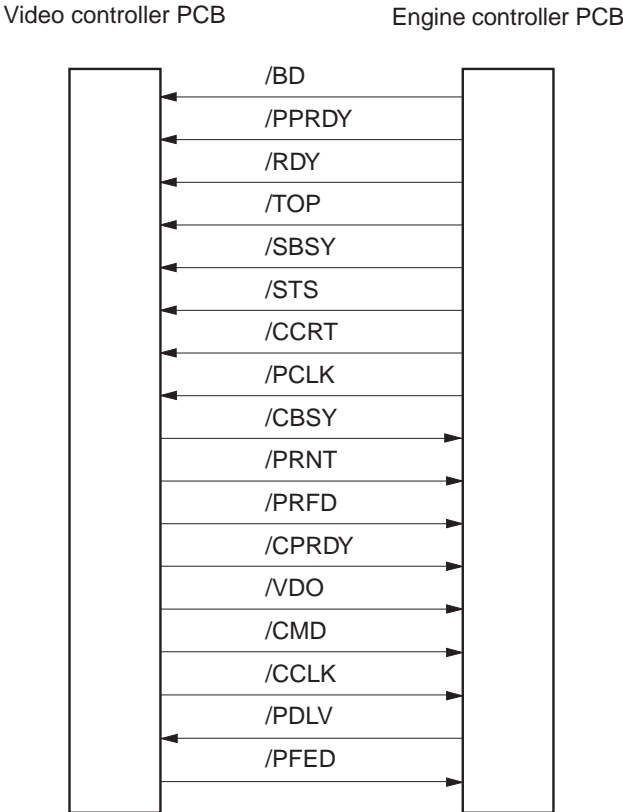 Video controller PCB
Engine controller PCB
/BD
/PPRDY
/RDY
/TOP
/SBSY
/STS
/CCRT
/PCLK
/CBSY
/PRNT
/PRFD
/CPRDY
/VDO
/CMD
/CCLK
/PDLV
/PFED